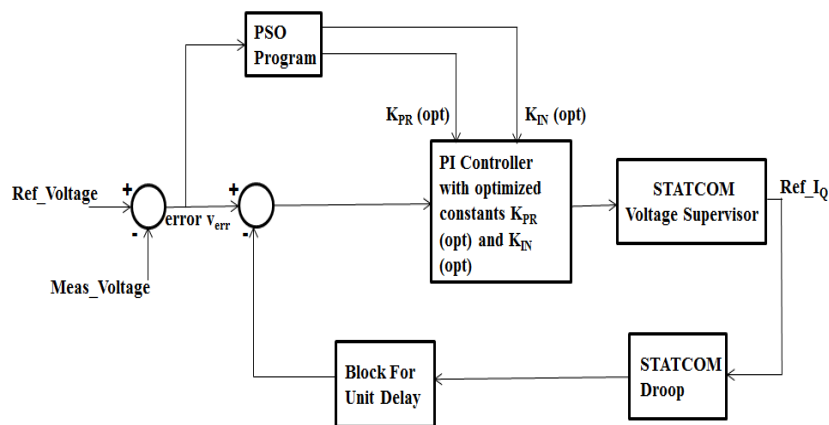 PSO
Program
K_PR (opt)
K_IN (opt)
Ref_Voltage
+
-
error v_err
Meas_Voltage
+
-
PI Controller
with optimized
constants K_PR
(opt) and K_IN
(opt)
STATCOM
Voltage Supervisor
Ref_I_Q
Block For
Unit Delay
STATCOM
Droop